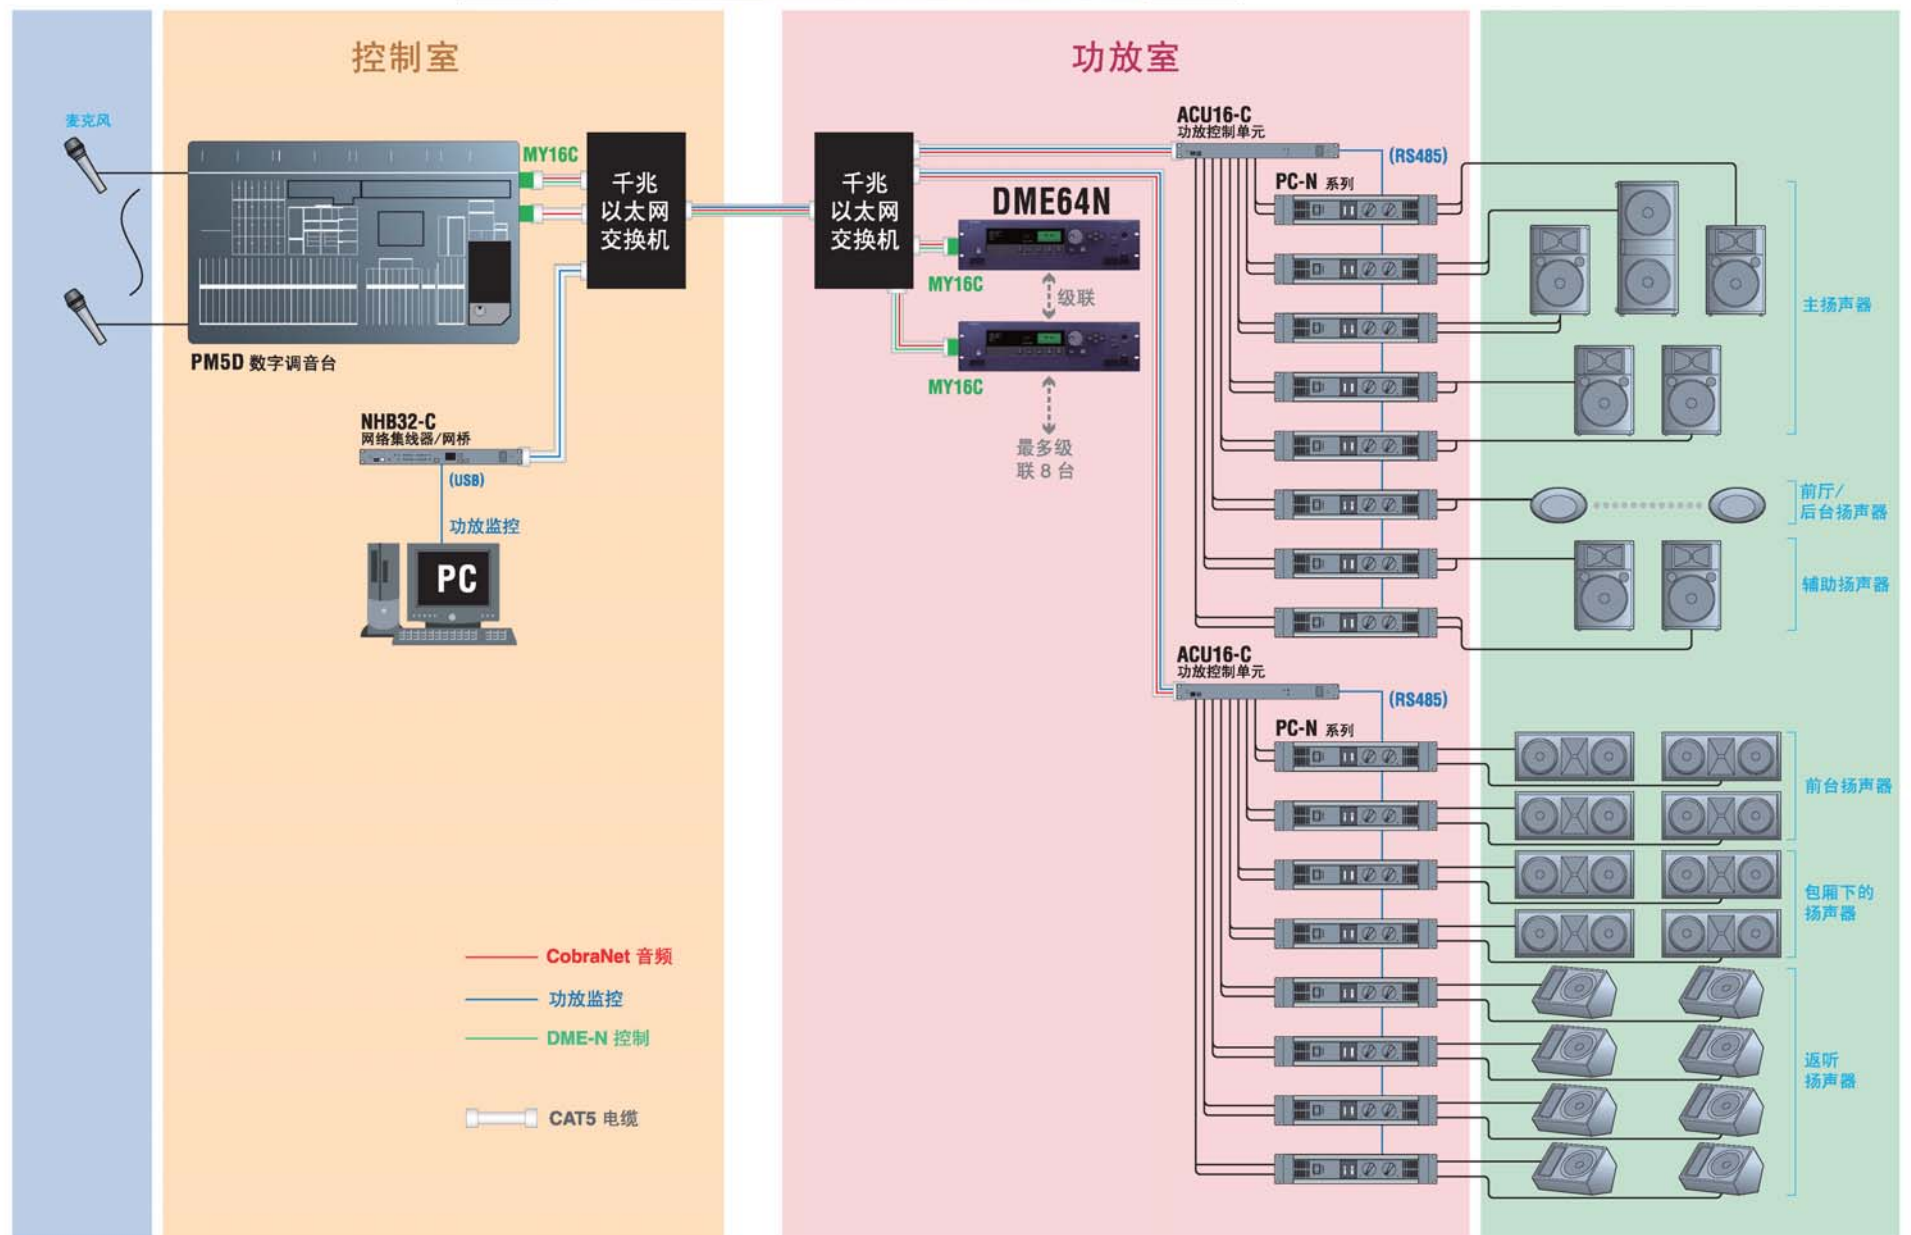 控制室
功放室
麦克风
MY16C
千兆
以太网
交换机
PM5D 数字调音台
NHB32-C
网络集线器/网桥
(USB)
功放监控
PC
CobraNet 音频
功放监控
DME-N 控制
CAT5 电缆
千兆
以太网
交换机
DME64N
MY16C
级联
MY16C
最多级
联 8 台
ACU16-C
功放控制单元
(RS485)
PC-N 系列
ACU16-C
功放控制单元
(RS485)
PC-N 系列
主扬声器
前厅/
后台扬声器
辅助扬声器
前台扬声器
包厢下的
扬声器
返听
扬声器